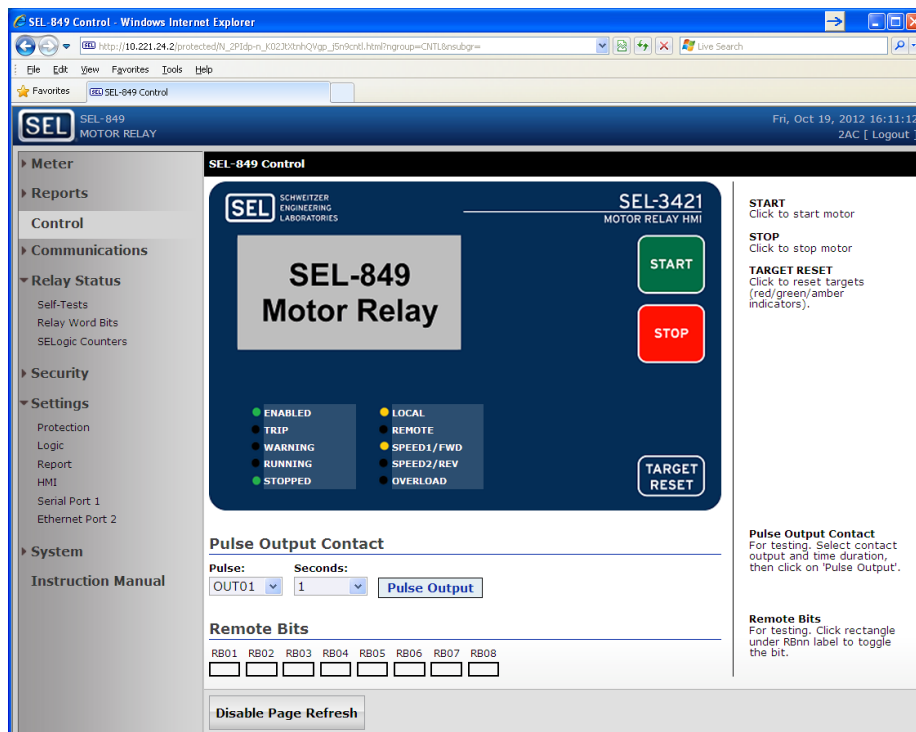 SEL-849 Control - Windows Internet Explorer
http://10.221.24.2/protected/N_2PIdp-n_K02JtXtnhQVgp_j5n9cntl.html?ngroup=CNTL&nsubgr=
Live Search
File Edit View Favorites Tools Help
Favorites
SEL-849 Control
SEL
SEL-849
MOTOR RELAY
Fri, Oct 19, 2012 16:11:12
2AC [ Logout ]
Meter
Reports
Control
Communications
Relay Status
Self-Tests
Relay Word Bits
SELogic Counters
Security
Settings
Protection
Logic
Report
HMI
Serial Port 1
Ethernet Port 2
System
Instruction Manual
SEL-849 Control
SEL
SCHWEITZER
ENGINEERING
LABORATORIES
SEL-3421
MOTOR RELAY HMI
SEL-849
Motor Relay
START
STOP
ENABLED
TRIP
WARNING
RUNNING
STOPPED
LOCAL
REMOTE
SPEED1/FWD
SPEED2/REV
OVERLOAD
TARGET
RESET
START
Click to start motor
STOP
Click to stop motor
TARGET RESET
Click to reset targets
(red/green/amber
indicators).
Pulse Output Contact
Pulse: Seconds:
OUT01 1 Pulse Output
Pulse Output Contact
For testing. Select contact
output and time duration,
then click on 'Pulse Output'.
Remote Bits
RB01 RB02 RB03 RB04 RB05 RB06 RB07 RB08
Remote Bits
For testing. Click rectangle
under RBnn label to toggle
the bit.
Disable Page Refresh